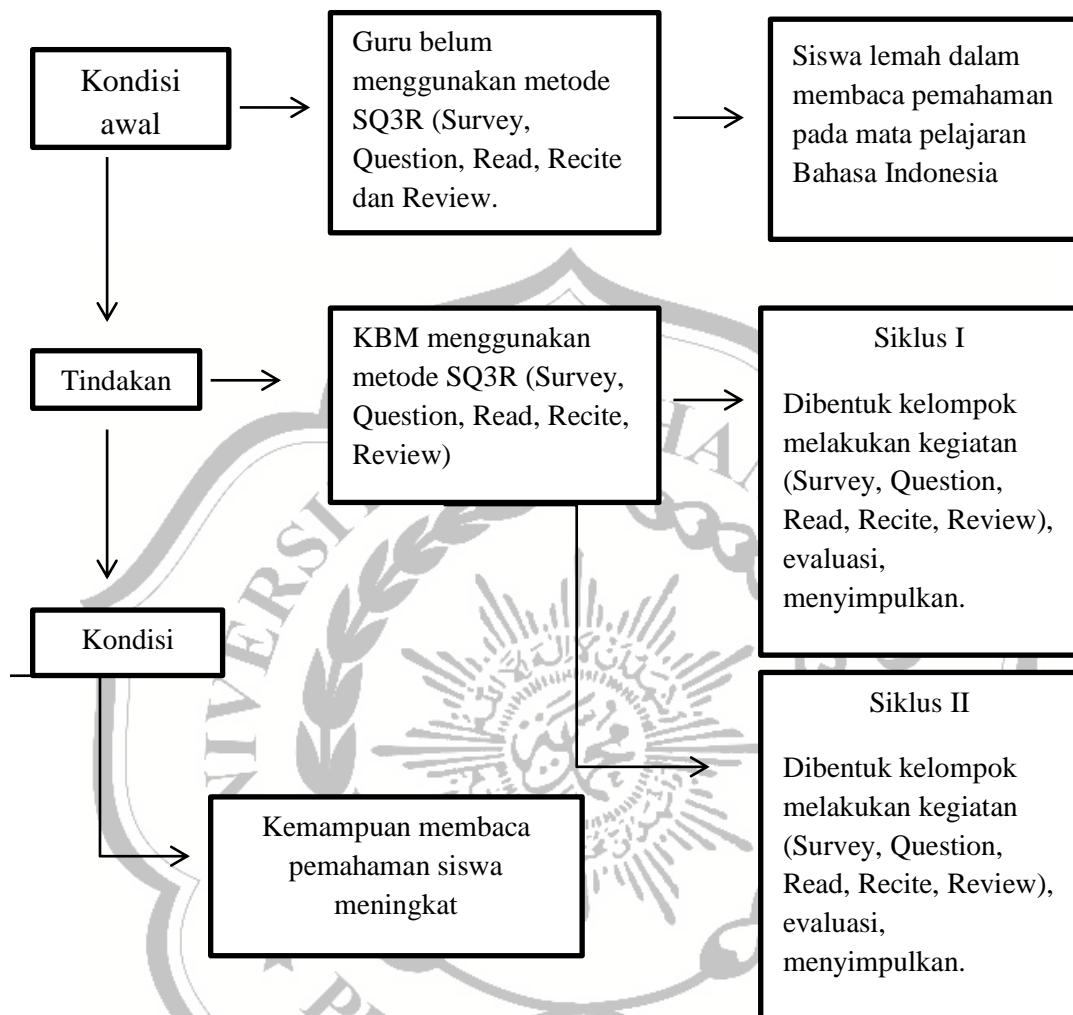 Kondisi
awal
Guru belum
menggunakan metode
SQ3R (Survey,
Question, Read, Recite
dan Review.
Siswa lemah dalam
membaca pemahaman
pada mata pelajaran
Bahasa Indonesia
Tindakan
KBM menggunakan
metode SQ3R (Survey,
Question, Read, Recite,
Review)
Siklus I
Dibentuk kelompok
melakukan kegiatan
(Survey, Question,
Read, Recite, Review),
evaluasi,
menyimpulkan.
Kondisi
Kemampuan membaca
pemahaman siswa
meningkat
Siklus II
Dibentuk kelompok
melakukan kegiatan
(Survey, Question,
Read, Recite, Review),
evaluasi,
menyimpulkan.